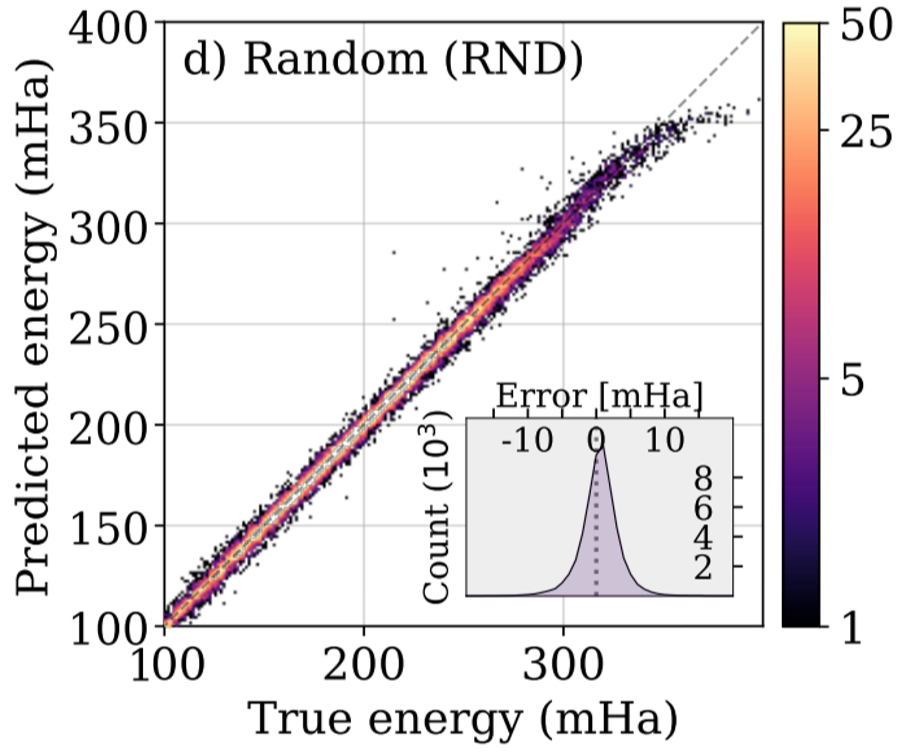 d) Random (RND)
Predicted energy (mHa)
400
350
300
250
200
150
100
100 200 300
True energy (mHa)
50
25
5
1
Error [mHa]
-10 0 10
Count (10³)
8
6
4
2